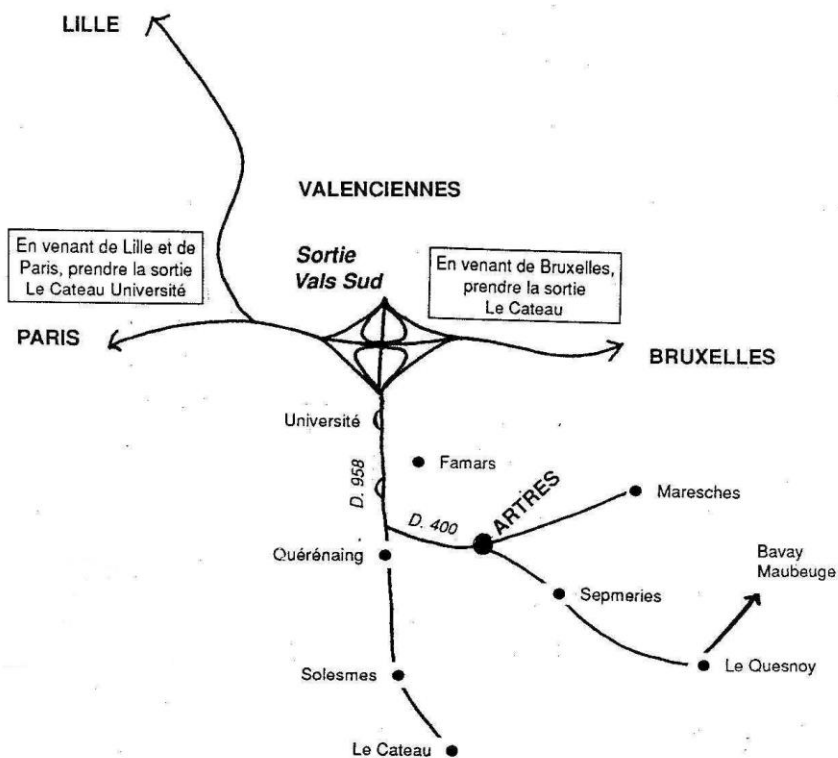 LILLE
VALENCIENNES
En venant de Lille et de
Paris, prendre la sortie
Le Cateau Université
Sortie
Vals Sud
En venant de Bruxelles,
prendre la sortie
Le Cateau
PARIS
BRUXELLES
Université
D. 958
Famars
ARTRES
Maresches
D. 400
Quérénaing
Bavay
Maubeuge
Sepmeries
Solesmes
Le Quesnoy
Le Cateau